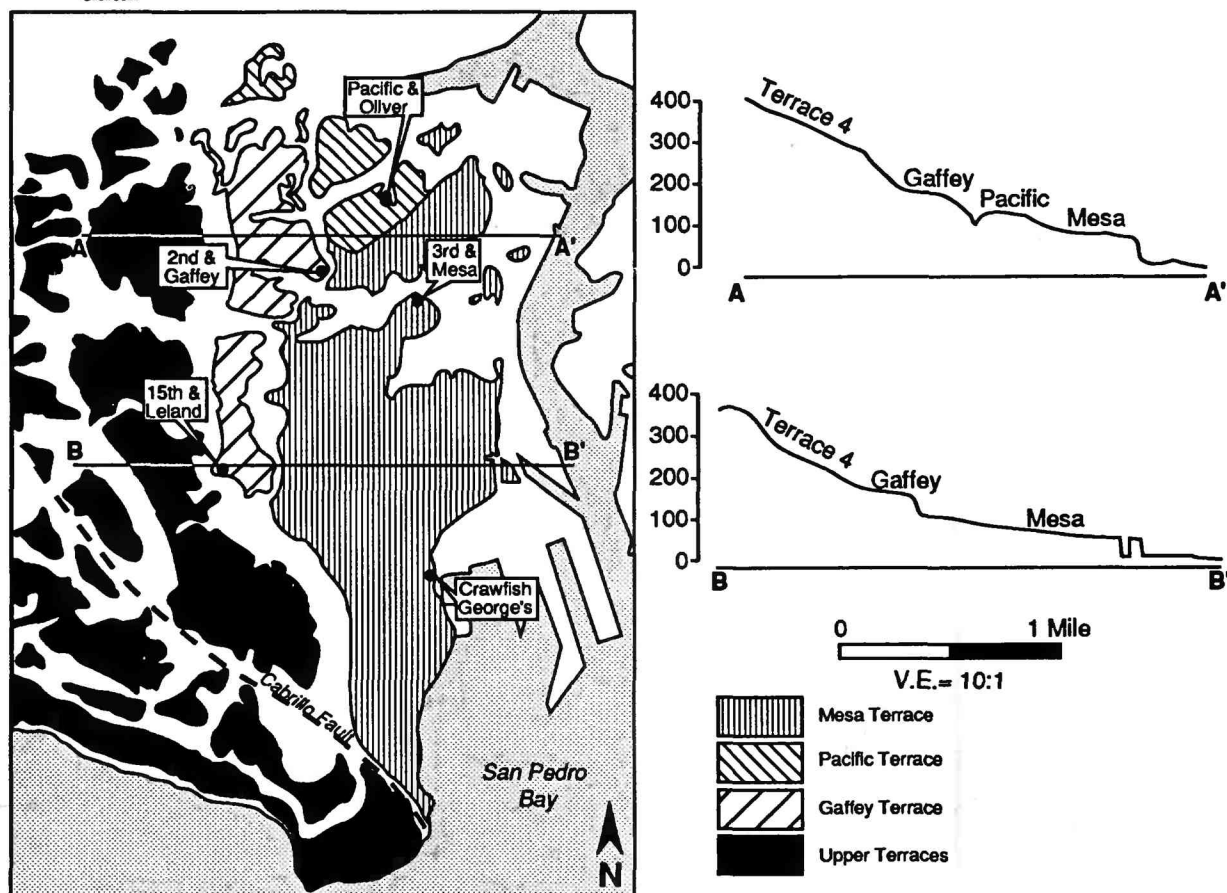 Pacific &
Oliver
A
A'
2nd &
Gaffey
3rd &
Mesa
15th &
Leland
B
B'
Crawfish
George's
Cabrillo Fault
San Pedro
Bay
N
400
300
200
100
0
Terrace 4
Gaffey
Pacific
Mesa
A
A'
400
300
200
100
0
Terrace 4
Gaffey
Mesa
B
B'
0 1 Mile
V.E.= 10:1
Mesa Terrace
Pacific Terrace
Gaffey Terrace
Upper Terraces